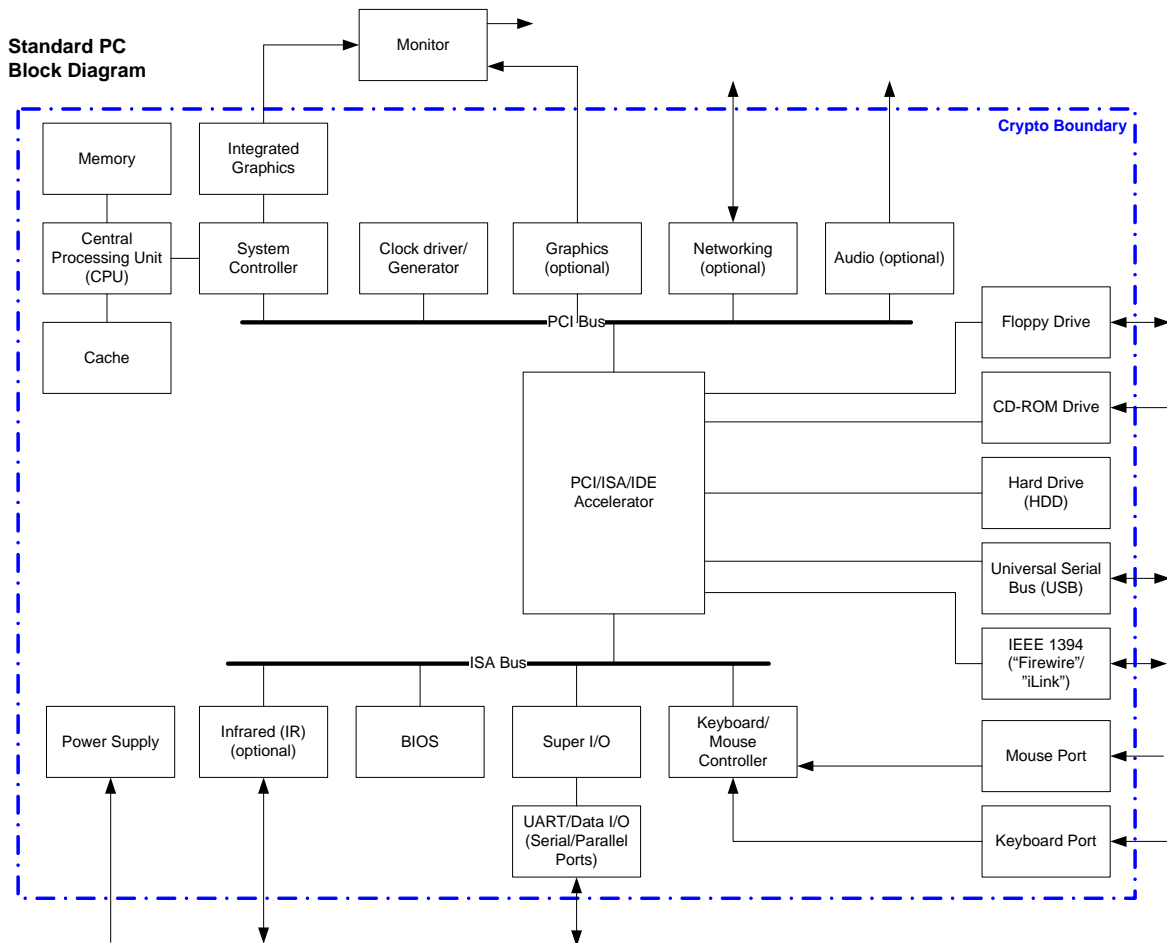 Standard PC
Block Diagram
Monitor
Crypto Boundary
Memory
Integrated
Graphics
Central
Processing Unit
(CPU)
System
Controller
Clock driver/
Generator
Graphics
(optional)
Networking
(optional)
Audio (optional)
PCI Bus
Cache
Floppy Drive
CD-ROM Drive
PCI/ISA/IDE
Accelerator
Hard Drive
(HDD)
Universal Serial
Bus (USB)
IEEE 1394
(“Firewire”/
”iLink”)
ISA Bus
Power Supply
Infrared (IR)
(optional)
BIOS
Super I/O
Keyboard/
Mouse
Controller
Mouse Port
UART/Data I/O
(Serial/Parallel
Ports)
Keyboard Port